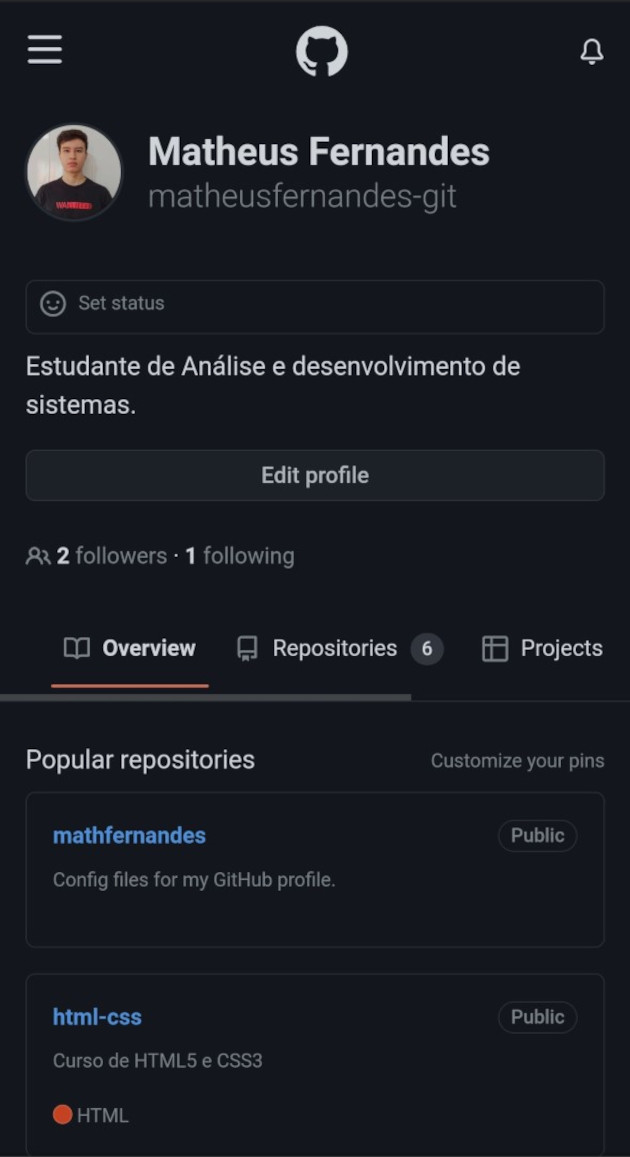 Matheus Fernandes
matheusfernandes-git
Set status
Estudante de Análise e desenvolvimento de
sistemas.
Edit profile
2 followers · 1 following
Overview Repositories 6 Projects
Popular repositories Customize your pins
mathfernandes Public
Config files for my GitHub profile.
html-css Public
Curso de HTML5 e CSS3
HTML